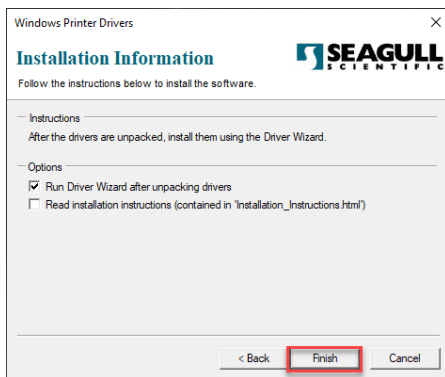 Windows Printer Drivers
Installation Information
SEAGULL
SCIENTIFIC
Follow the instructions below to install the software.
Instructions
After the drivers are unpacked, install them using the Driver Wizard.
Options
Run Driver Wizard after unpacking drivers
Read installation instructions (contained in 'Installation_Instructions.html')
< Back
Finish
Cancel